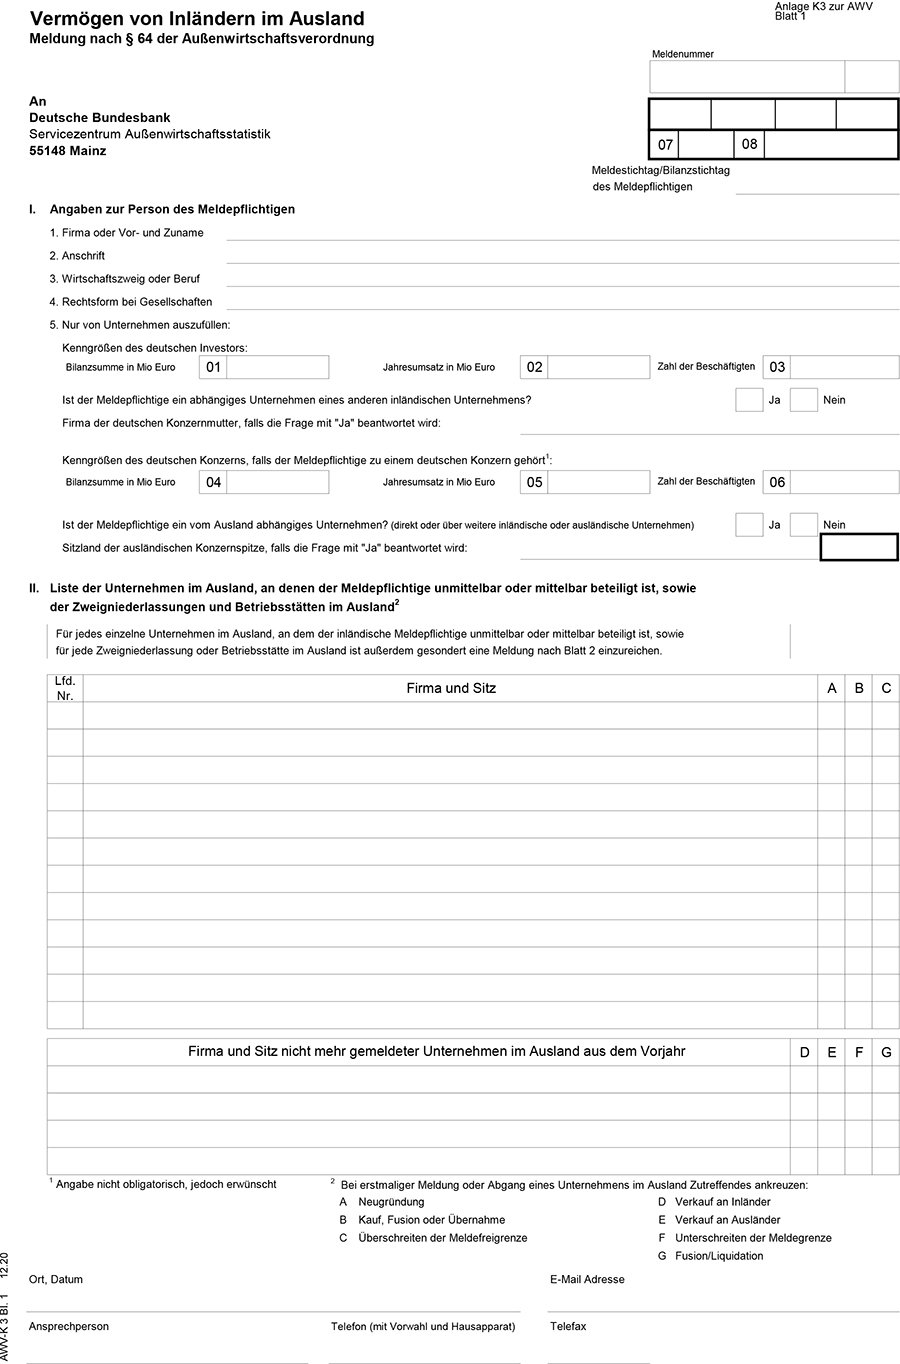 Vermögen von Inländern im Ausland
Meldung nach § 64 der Außenwirtschaftsverordnung
Anlage K3 zur AWV
Blatt 1
Meldenummer
An
Deutsche Bundesbank
Servicezentrum Außenwirtschaftsstatistik
55148 Mainz
07 08
Meldestichtag/Bilanzstichtag
des Meldepflichtigen
I. Angaben zur Person des Meldepflichtigen
1. Firma oder Vor- und Zuname
2. Anschrift
3. Wirtschaftszweig oder Beruf
4. Rechtsform bei Gesellschaften
5. Nur von Unternehmen auszufüllen:
Kenngrößen des deutschen Investors:
Bilanzsumme in Mio Euro 01 Jahresumsatz in Mio Euro 02 Zahl der Beschäftigten 03
Ist der Meldepflichtige ein abhängiges Unternehmen eines anderen inländischen Unternehmens? Ja Nein
Firma der deutschen Konzernmutter, falls die Frage mit "Ja" beantwortet wird:
Kenngrößen des deutschen Konzerns, falls der Meldepflichtige zu einem deutschen Konzern gehört1:
Bilanzsumme in Mio Euro 04 Jahresumsatz in Mio Euro 05 Zahl der Beschäftigten 06
Ist der Meldepflichtige ein vom Ausland abhängiges Unternehmen? (direkt oder über weitere inländische oder ausländische Unternehmen) Ja Nein
Sitzland der ausländischen Konzernspitze, falls die Frage mit "Ja" beantwortet wird:
II. Liste der Unternehmen im Ausland, an denen der Meldepflichtige unmittelbar oder mittelbar beteiligt ist, sowie
der Zweigniederlassungen und Betriebsstätten im Ausland2
Für jedes einzelne Unternehmen im Ausland, an dem der inländische Meldepflichtige unmittelbar oder mittelbar beteiligt ist, sowie
für jede Zweigniederlassung oder Betriebsstätte im Ausland ist außerdem gesondert eine Meldung nach Blatt 2 einzureichen.
Lfd.
Nr.
Firma und Sitz A B C
Firma und Sitz nicht mehr gemeldeter Unternehmen im Ausland aus dem Vorjahr D E F G
1 Angabe nicht obligatorisch, jedoch erwünscht
2 Bei erstmaliger Meldung oder Abgang eines Unternehmens im Ausland Zutreffendes ankreuzen:
A Neugründung D Verkauf an Inländer
B Kauf, Fusion oder Übernahme E Verkauf an Ausländer
C Überschreiten der Meldefreigrenze F Unterschreiten der Meldegrenze
G Fusion/Liquidation
Ort, Datum E-Mail Adresse
Ansprechperson Telefon (mit Vorwahl und Hausapparat) Telefax
AWV-K 3 Bl. 1 12.20